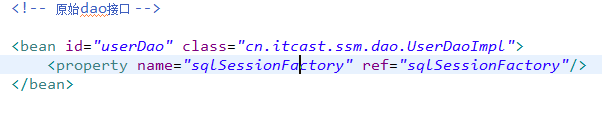 <!-- 原始dao接口 -->
<bean id="userDao" class="cn.itcast.ssm.dao.UserDaoImpl">
<property name="sqlSessionFactory" ref="sqlSessionFactory"/>
</bean>